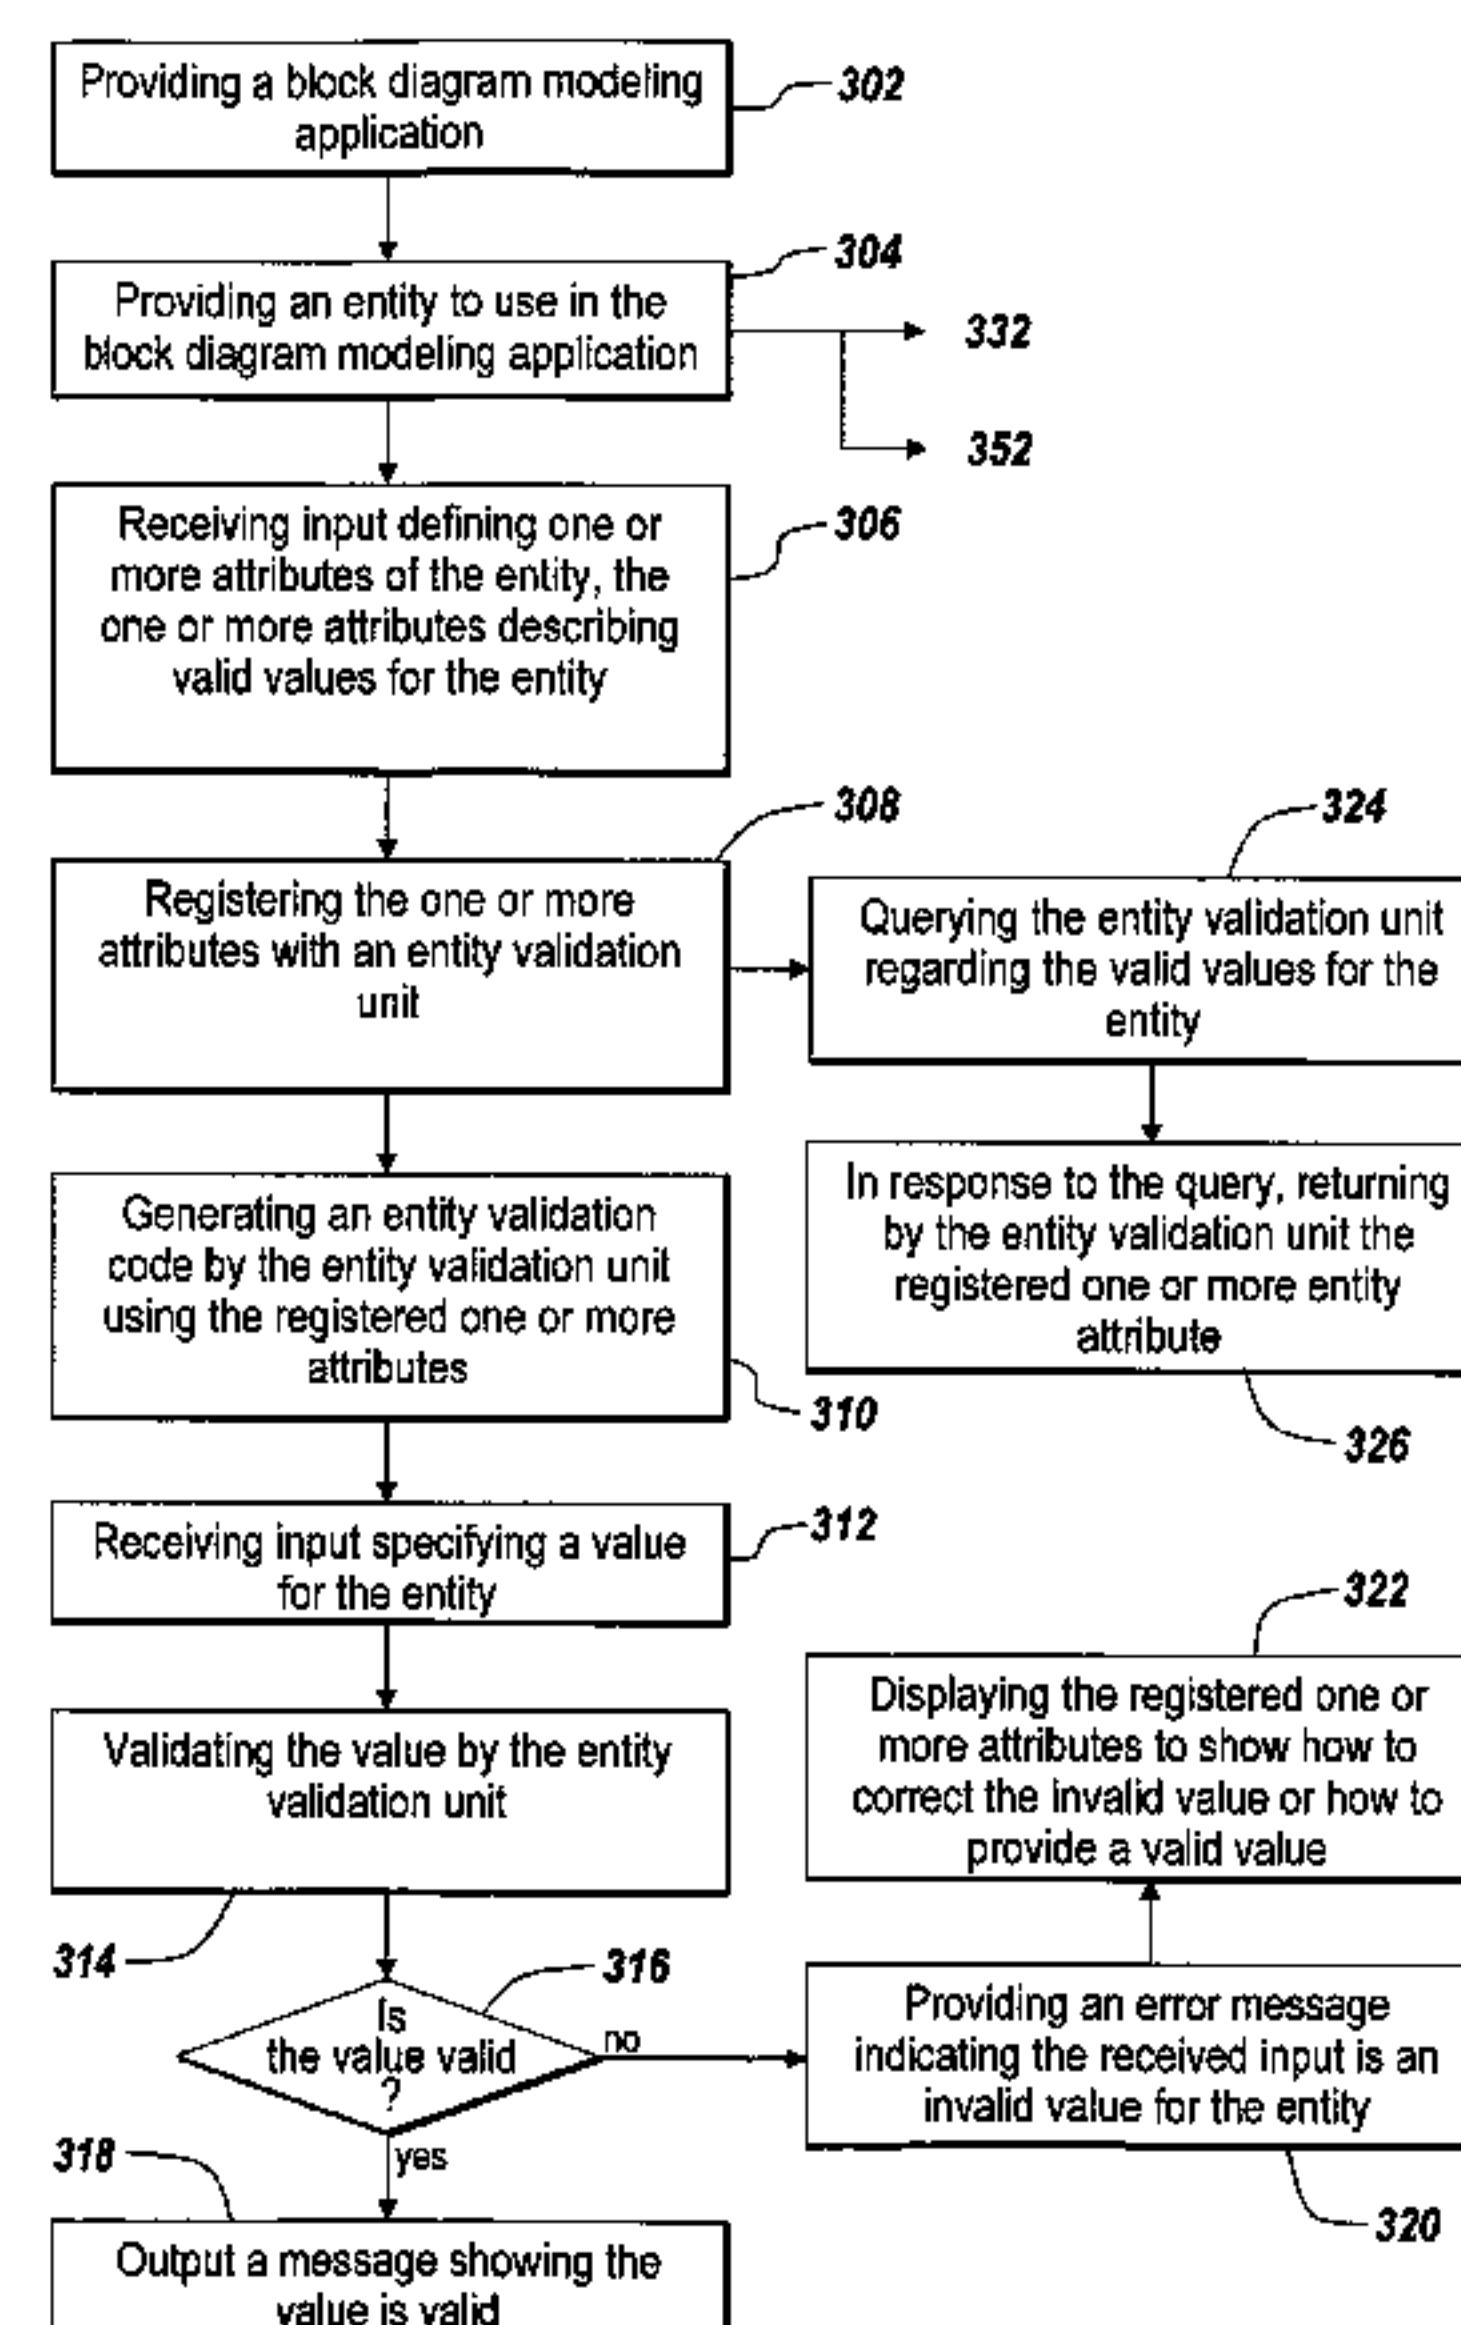 Providing a block diagram modeling
application
302
304
Providing an entity to use in the
block diagram modeling application
332
352
Receiving input defining one or
more attributes of the entity, the
one or more attributes describing
valid values for the entity
306
308
Registering the one or more
attributes with an entity validation
unit
324
Querying the entity validation unit
regarding the valid values for the
entity
Generating an entity validation
code by the entity validation unit
using the registered one or more
attributes
310
In response to the query, returning
by the entity validation unit the
registered one or more entity
attribute
326
Receiving input specifying a value
for the entity
312
322
Validating the value by the entity
validation unit
314
Displaying the registered one or
more attributes to show how to
correct the invalid value or how to
provide a valid value
316
Is
the value valid
?
no
yes
Providing an error message
indicating the received input is an
invalid value for the entity
320
318
Output a message showing the
value is valid